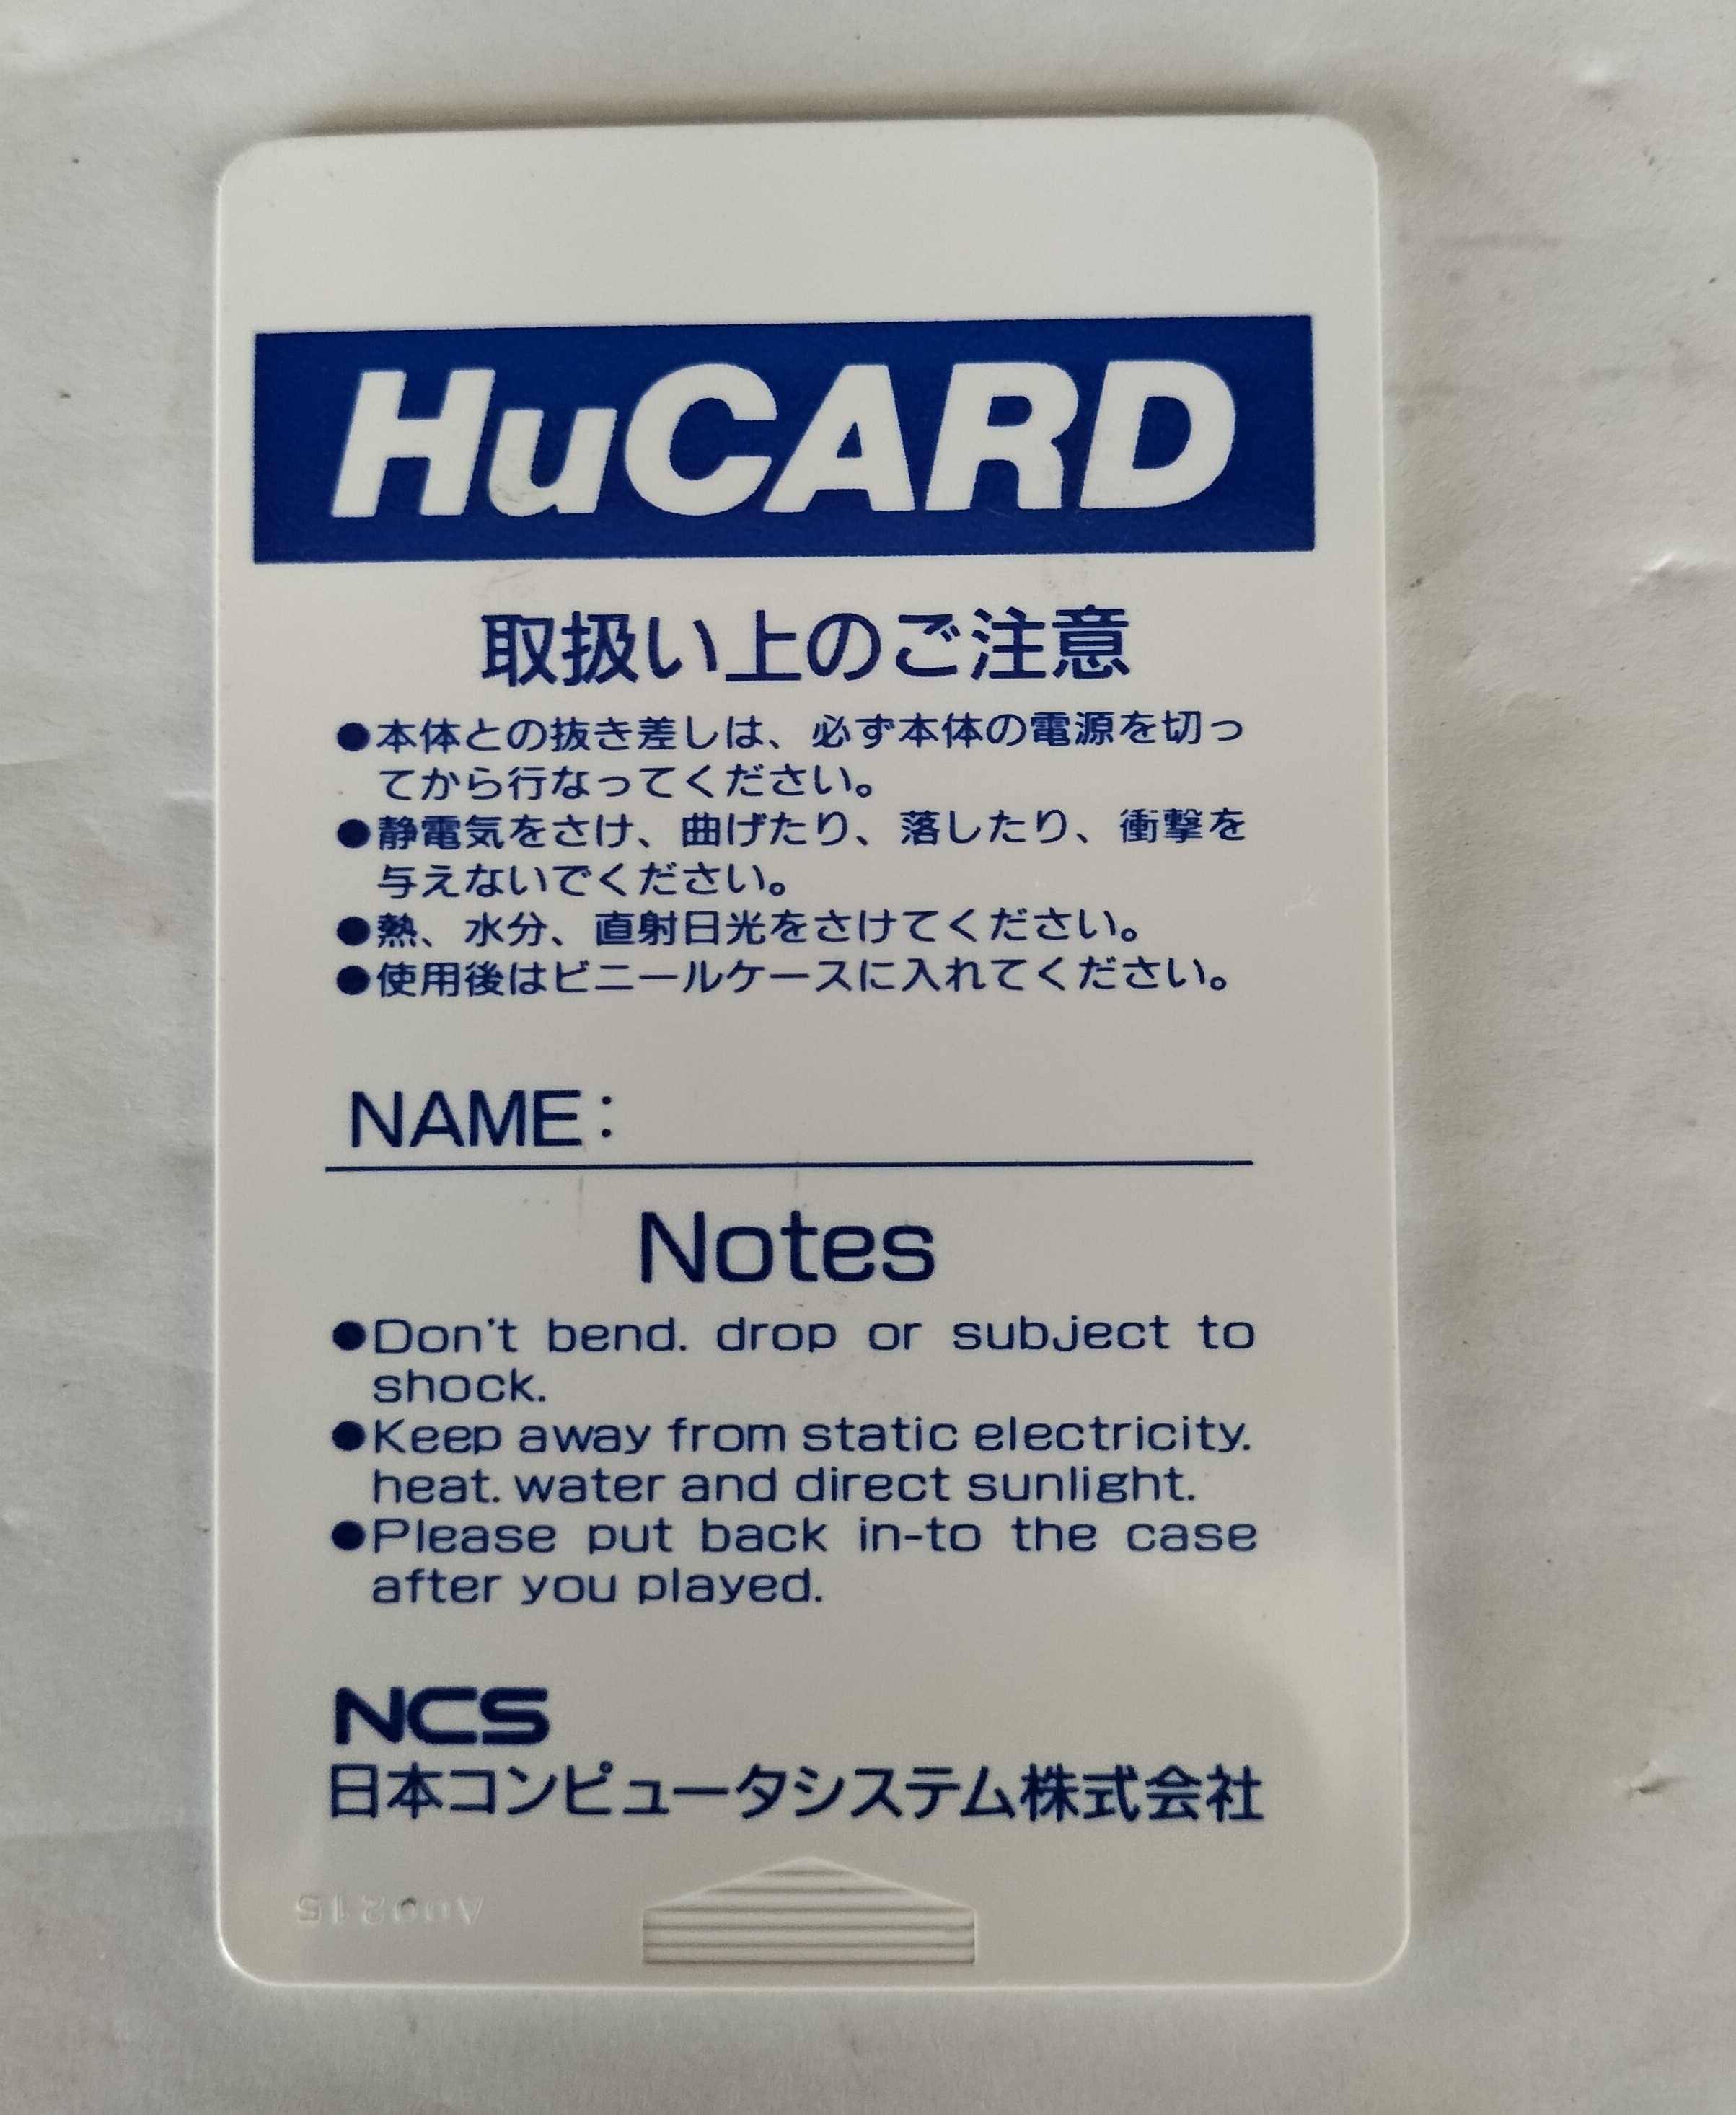 HuCARD
取扱い上のご注意
●本体との抜き差しは、必ず本体の電源を切っ
てから行なってください。
●静電気をさけ、曲げたり、落したり、衝撃を
与えないでください。
●熱、水分、直射日光をさけてください。
●使用後はビニールケースに入れてください。
NAME:
Notes
●Don't bend. drop or subject to
shock.
●Keep away from static electricity.
heat. water and direct sunlight.
●Please put back in-to the case
after you played.
NCS
日本コンピュータシステム株式会社
A00215